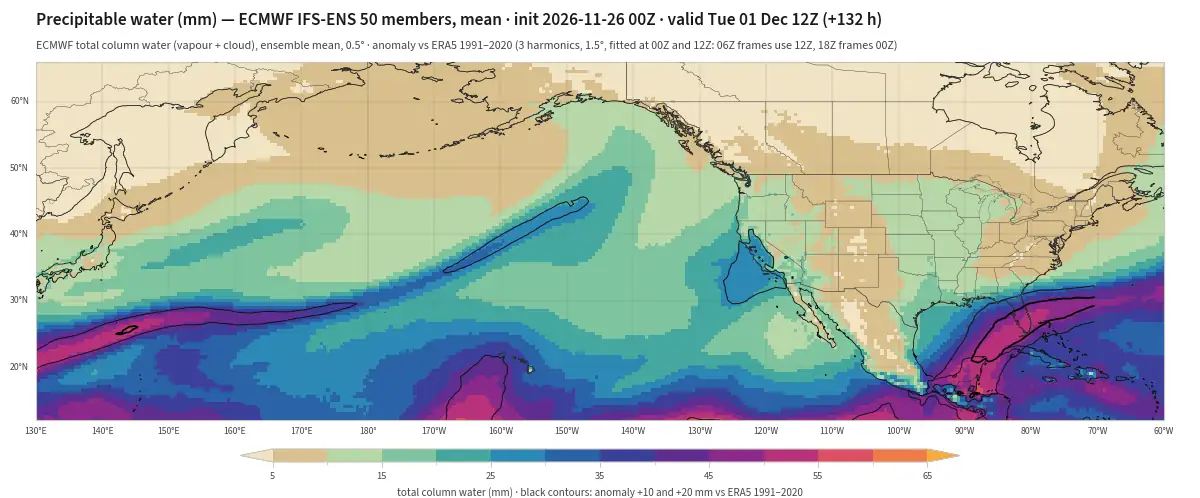 Precipitable water (mm) — ECMWF IFS-ENS 50 members, mean · init 2026-11-26 00Z · valid Tue 01 Dec 12Z (+132 h)
ECMWF total column water (vapour + cloud), ensemble mean, 0.5° · anomaly vs ERA5 1991–2020 (3 harmonics, 1.5°, fitted at 00Z and 12Z: 06Z frames use 12Z, 18Z frames 00Z)
60°N
50°N
40°N
30°N
20°N
130°E 140°E 150°E 160°E 170°E 180° 170°W 160°W 150°W 140°W 130°W 120°W 110°W 100°W 90°W 80°W 70°W 60°W
5 15 25 35 45 55 65
total column water (mm) · black contours: anomaly +10 and +20 mm vs ERA5 1991–2020